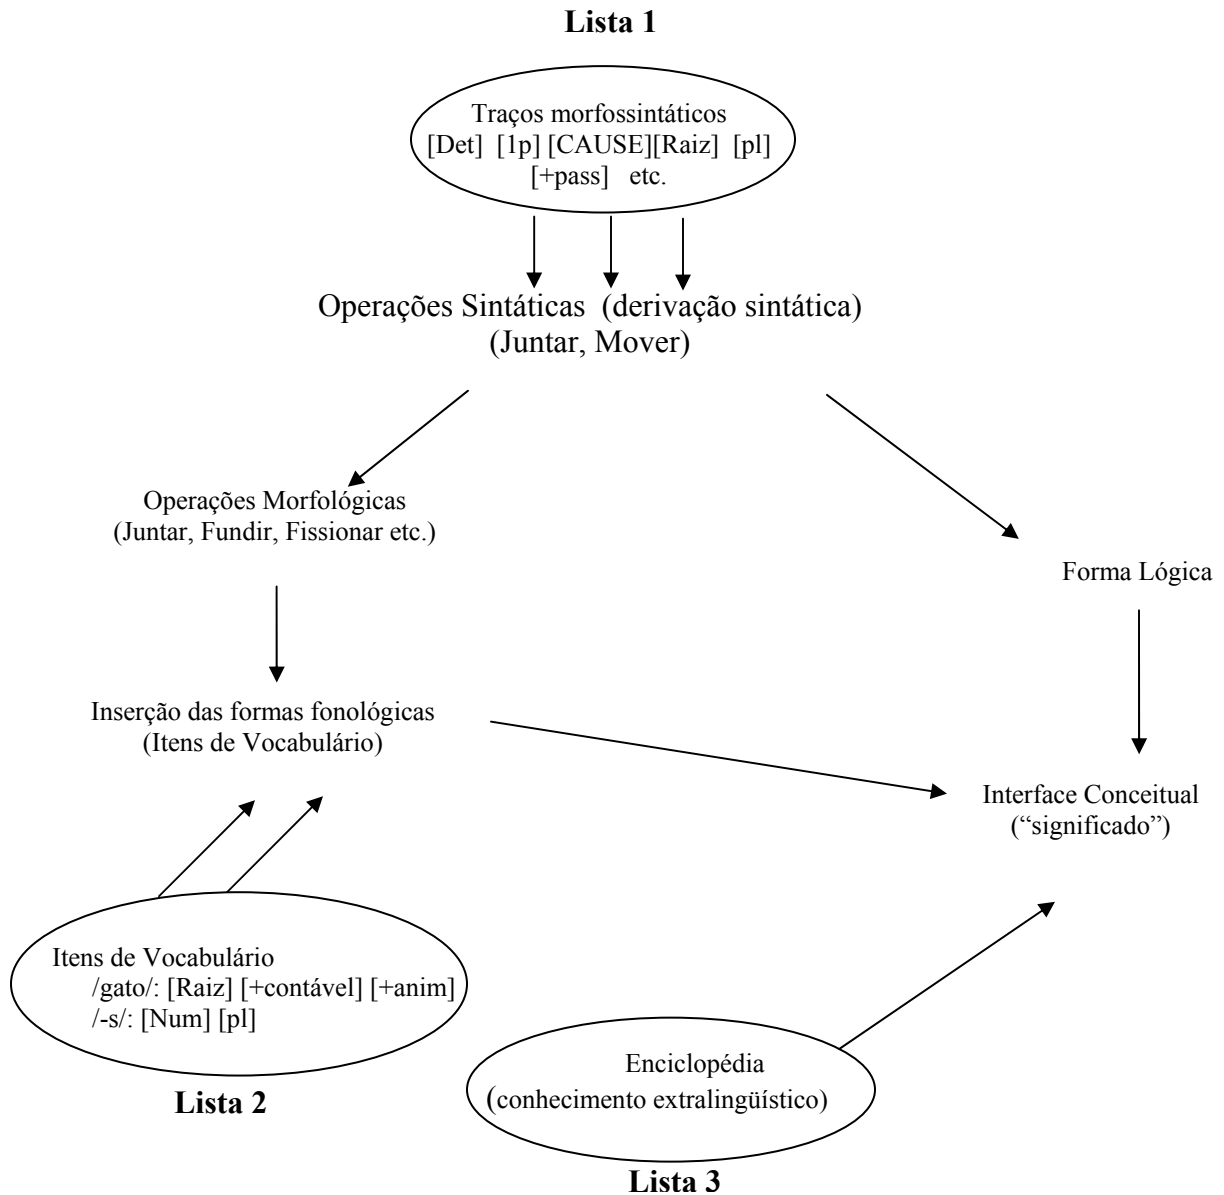 Lista 1
Traços morfossintáticos
[Det]  [1p] [CAUSE][Raiz]  [pl]
[+pass]   etc.
Operações Sintáticas  (derivação sintática)
(Juntar, Mover)
Operações Morfológicas
(Juntar, Fundir, Fissionar etc.)
Forma Lógica
Inserção das formas fonológicas
(Itens de Vocabulário)
Interface Conceitual
(“significado”)
Itens de Vocabulário
/gato/: [Raiz] [+contável] [+anim]
/-s/: [Num] [pl]
Lista 2
Enciclopédia
(conhecimento extralingüístico)
Lista 3